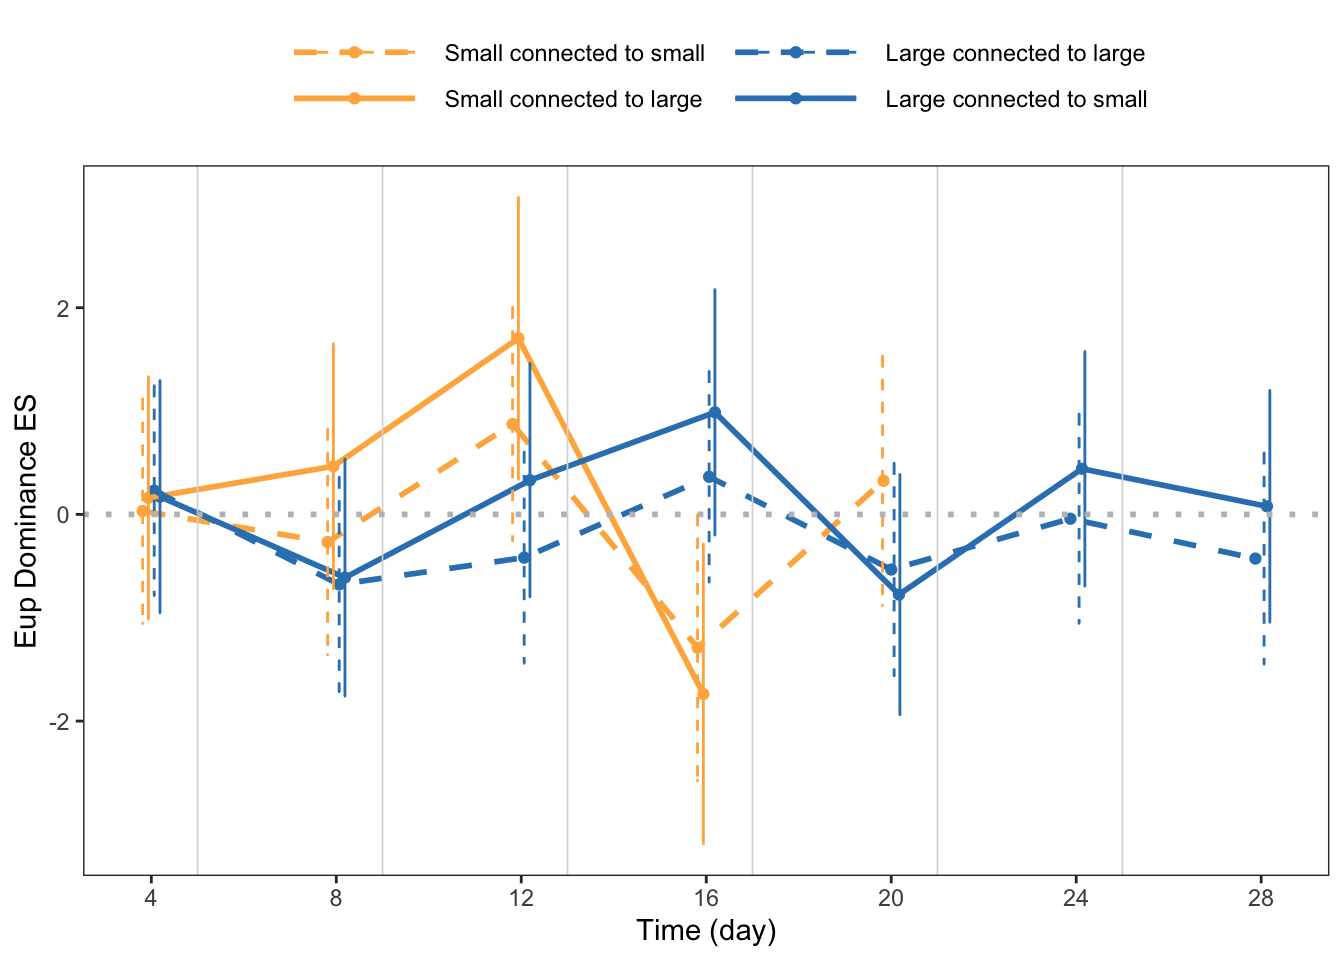 Small connected to small
Large connected to large
Small connected to large
Large connected to small
Eup Dominance ES
2
0
-2
4
8
12
16
20
24
28
Time (day)